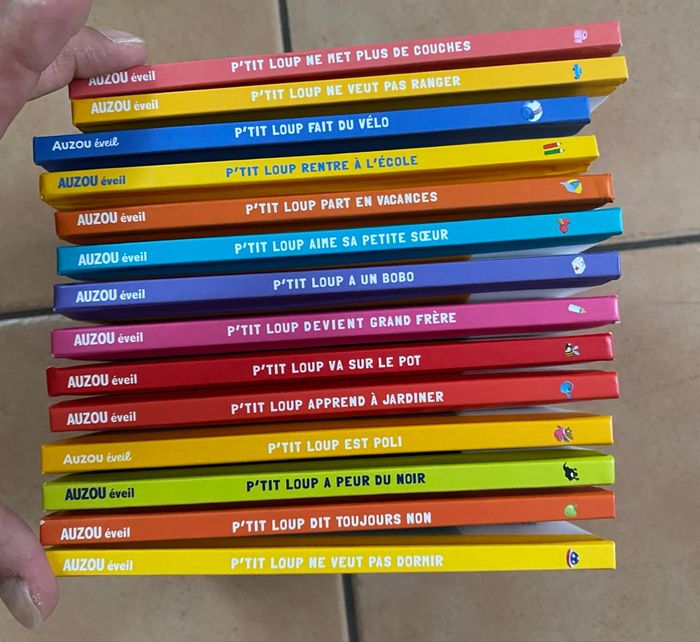 AUZOU éveil P'TIT LOUP NE MET PLUS DE COUCHES
AUZOU éveil P'TIT LOUP NE VEUT PAS RANGER
AUZOU éveil P'TIT LOUP FAIT DU VÉLO
AUZOU éveil P'TIT LOUP RENTRE À L'ÉCOLE
AUZOU éveil P'TIT LOUP PART EN VACANCES
AUZOU éveil P'TIT LOUP AIME SA PETITE SŒUR
AUZOU éveil P'TIT LOUP A UN BOBO
AUZOU éveil P'TIT LOUP DEVIENT GRAND FRÈRE
AUZOU éveil P'TIT LOUP VA SUR LE POT
AUZOU éveil P'TIT LOUP APPREND À JARDINER
AUZOU éveil P'TIT LOUP EST POLI
AUZOU éveil P'TIT LOUP A PEUR DU NOIR
AUZOU éveil P'TIT LOUP DIT TOUJOURS NON
AUZOU éveil P'TIT LOUP NE VEUT PAS DORMIR